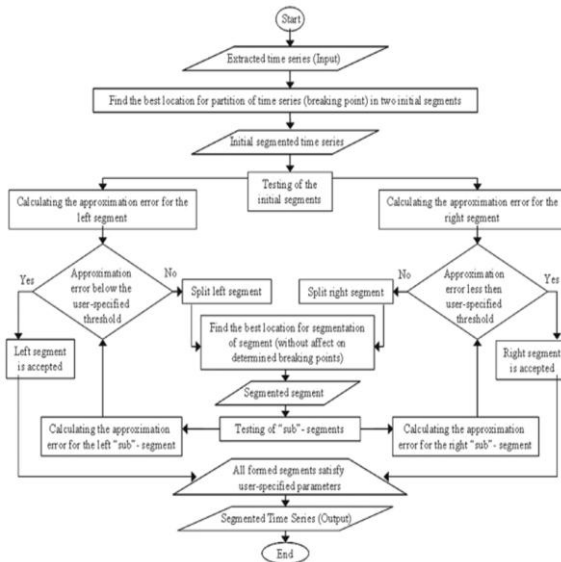 Start
Extracted time series (Input)
Find the best location for partition of time series (breaking point) in two initial segments
Initial segmented time series
Testing of the
initial segments
Calculating the approximation error for the
left segment
Calculating the approximation error for the
right segment
Yes
Approximation
error below the
user-specified
threshold
No
Split left segment
Split right segment
No
Approximation
error less then
user-specified
threshold
Yes
Find the best location for segmentation
of segment (without affect on
determined breaking points)
Left segment
is accepted
Right segment
is accepted
Segmented segment
Calculating the approximation
error for the left "sub"- segment
Testing of "sub"- segments
Calculating the approximation
error for the right "sub"- segment
All formed segments satisfy
user-specified parameters
Segmented Time Series (Output)
End